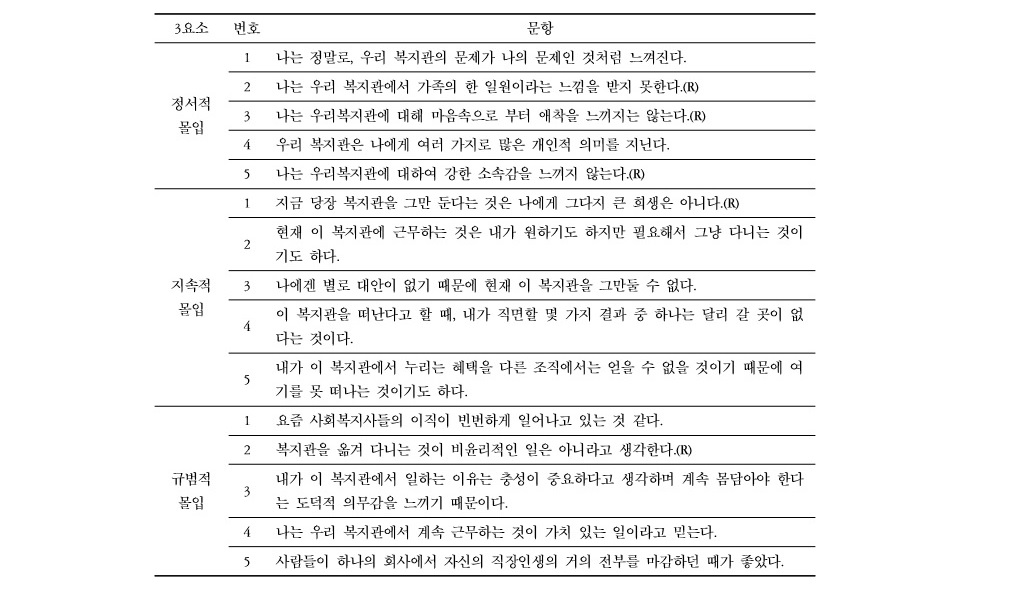 3요소 번호 문항
정서적 몰입
1 나는 정말로, 우리 복지관의 문제가 나의 문제인 것처럼 느껴진다.
2 나는 우리 복지관에서 가족의 한 일원이라는 느낌을 받지 못한다.(R)
3 나는 우리복지관에 대해 마음속으로 부터 애착을 느끼지는 않는다.(R)
4 우리 복지관은 나에게 여러 가지로 많은 개인적 의미를 지닌다.
5 나는 우리복지관에 대하여 강한 소속감을 느끼지 않는다.(R)
지속적 몰입
1 지금 당장 복지관을 그만 둔다는 것은 나에게 그다지 큰 희생은 아니다.(R)
2 현재 이 복지관에 근무하는 것은 내가 원하기도 하지만 필요해서 그냥 다니는 것이
기도 하다.
3 나에겐 별로 대안이 없기 때문에 현재 이 복지관을 그만둘 수 없다.
4 이 복지관을 떠난다고 할 때, 내가 직면할 몇 가지 결과 중 하나는 달리 갈 곳이 없
다는 것이다.
5 내가 이 복지관에서 누리는 혜택을 다른 조직에서는 얻을 수 없을 것이기 때문에 여
기를 못 떠나는 것이기도 하다.
규범적 몰입
1 요즘 사회복지사들의 이직이 빈번하게 일어나고 있는 것 같다.
2 복지관을 옮겨 다니는 것이 비윤리적인 일은 아니라고 생각한다.(R)
3 내가 이 복지관에서 일하는 이유는 충성이 중요하다고 생각하며 계속 몸담아야 한다
는 도덕적 의무감을 느끼기 때문이다.
4 나는 우리 복지관에서 계속 근무하는 것이 가치 있는 일이라고 믿는다.
5 사람들이 하나의 회사에서 자신의 직장인생의 거의 전부를 마감하던 때가 좋았다.